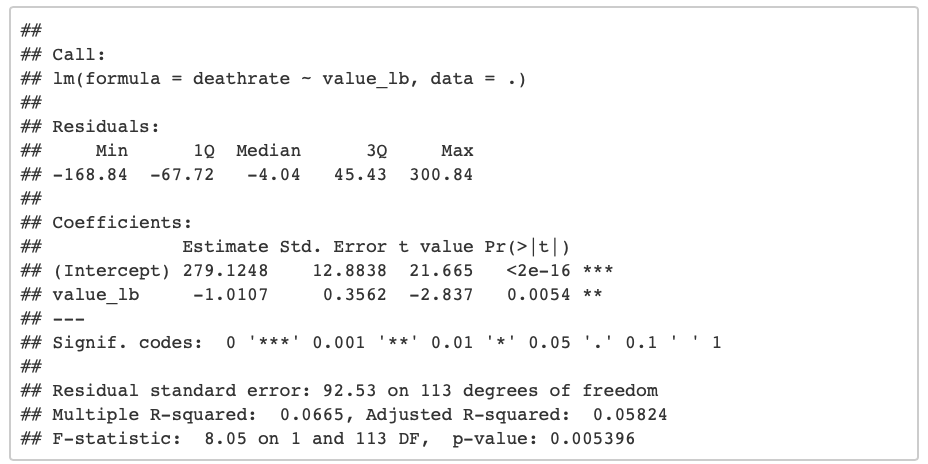 ##
## Call:
## lm(formula = deathrate ~ value_lb, data = .)
##
## Residuals:
##     Min      1Q  Median      3Q     Max
## -168.84  -67.72   -4.04   45.43  300.84
##
## Coefficients:
##             Estimate Std. Error t value Pr(>|t|)
## (Intercept) 279.1248    12.8838  21.665   <2e-16 ***
## value_lb     -1.0107     0.3562  -2.837   0.0054 **
## ---
## Signif. codes:  0 '***' 0.001 '**' 0.01 '*' 0.05 '.' 0.1 ' ' 1
##
## Residual standard error: 92.53 on 113 degrees of freedom
## Multiple R-squared:  0.0665, Adjusted R-squared:  0.05824
## F-statistic:  8.05 on 1 and 113 DF,  p-value: 0.005396